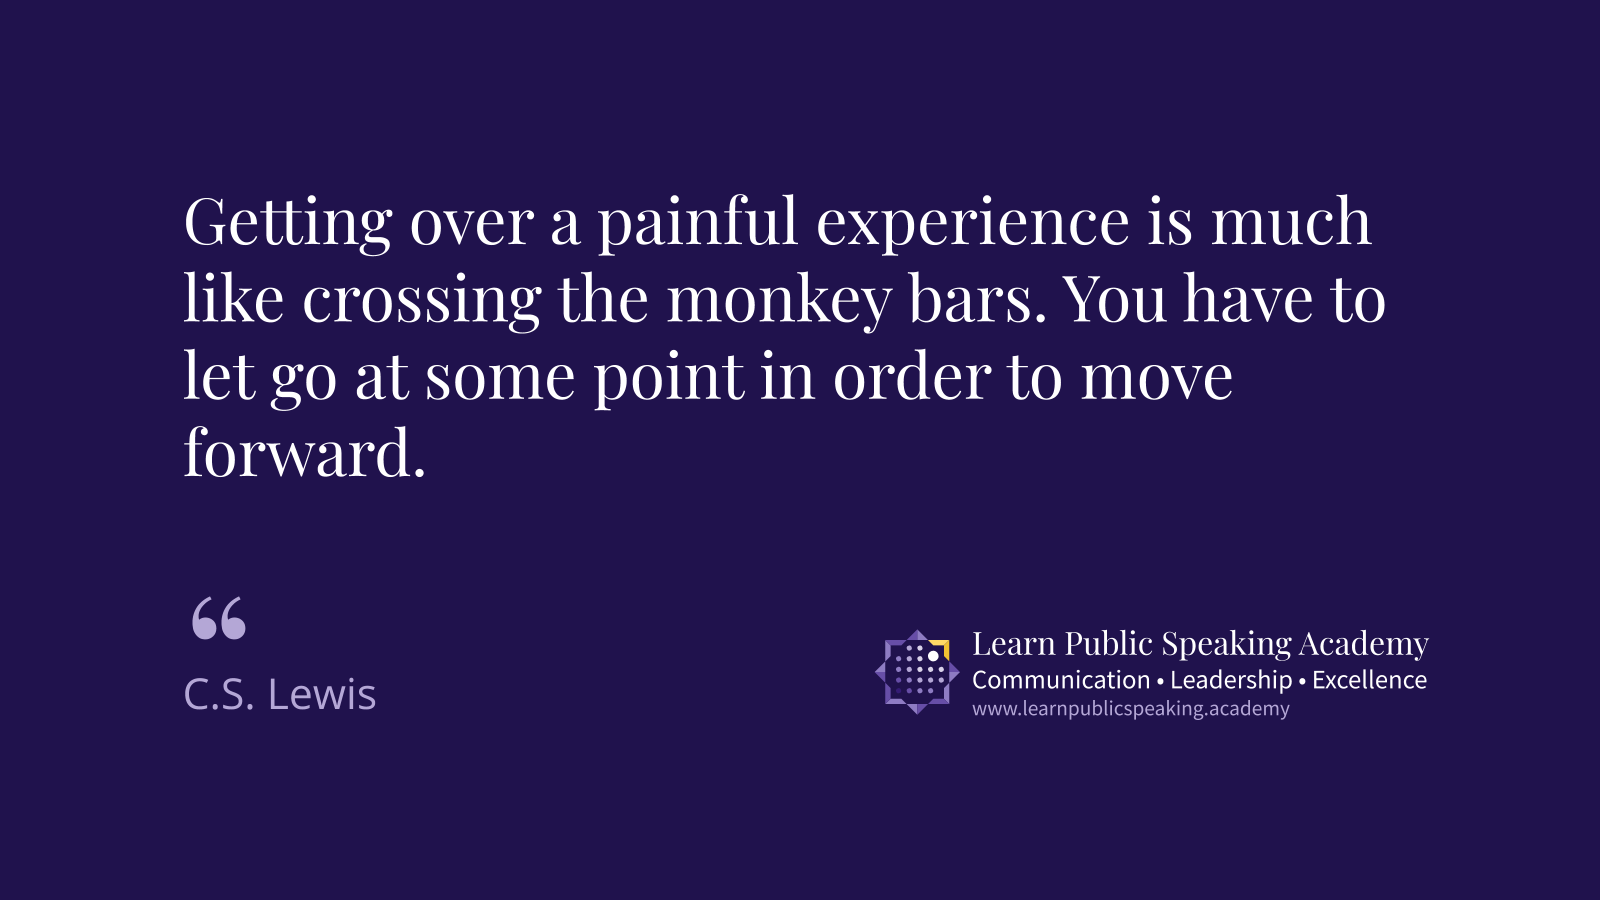 Getting over a painful experience is much
like crossing the monkey bars. You have to
let go at some point in order to move
forward.
“
C.S. Lewis
Learn Public Speaking Academy
Communication • Leadership • Excellence
www.learnpublicspeaking.academy